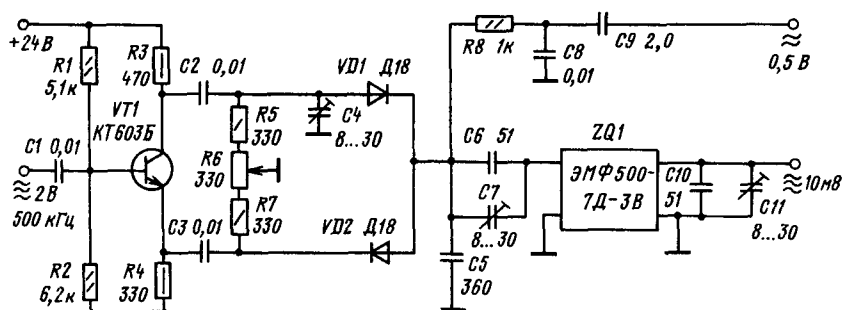 +24В
R1
5,1к
R3
470
C2 0,01
VT1
КТ603Б
C1 0,01
≈ 2В
500 кГц
R2
6,2к
R4
330
C3 0,01
R5
330
R6
330
R7
330
C4
8...30
VD1 Д18
VD2 Д18
R8 1к
C8
0,01
C9 2,0
≈
0,5 В
C6 51
C7
8...30
C5
360
ZQ1
ЭМФ500-
7Д-3В
C10
51
C11
8...30
≈10мВ